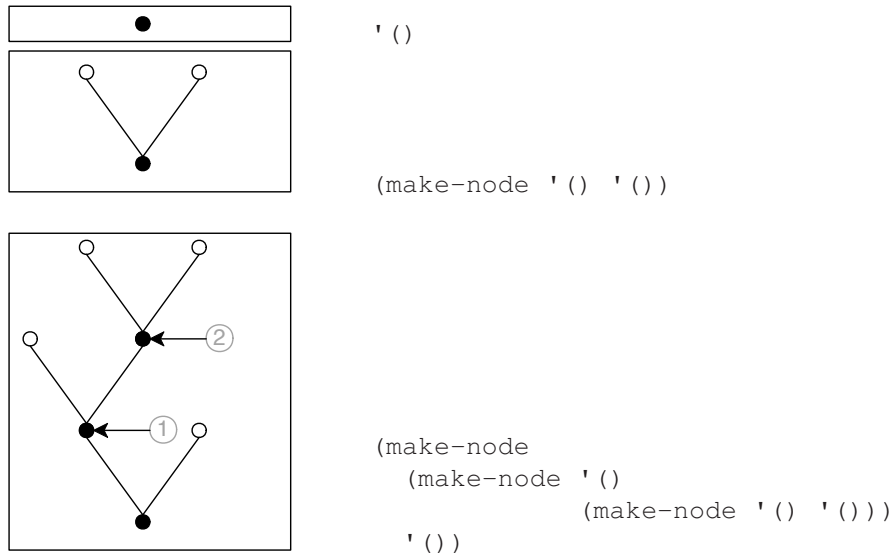 '()
(make-node '() '())
2
1
(make-node
(make-node '()
(make-node '() '()))
'())